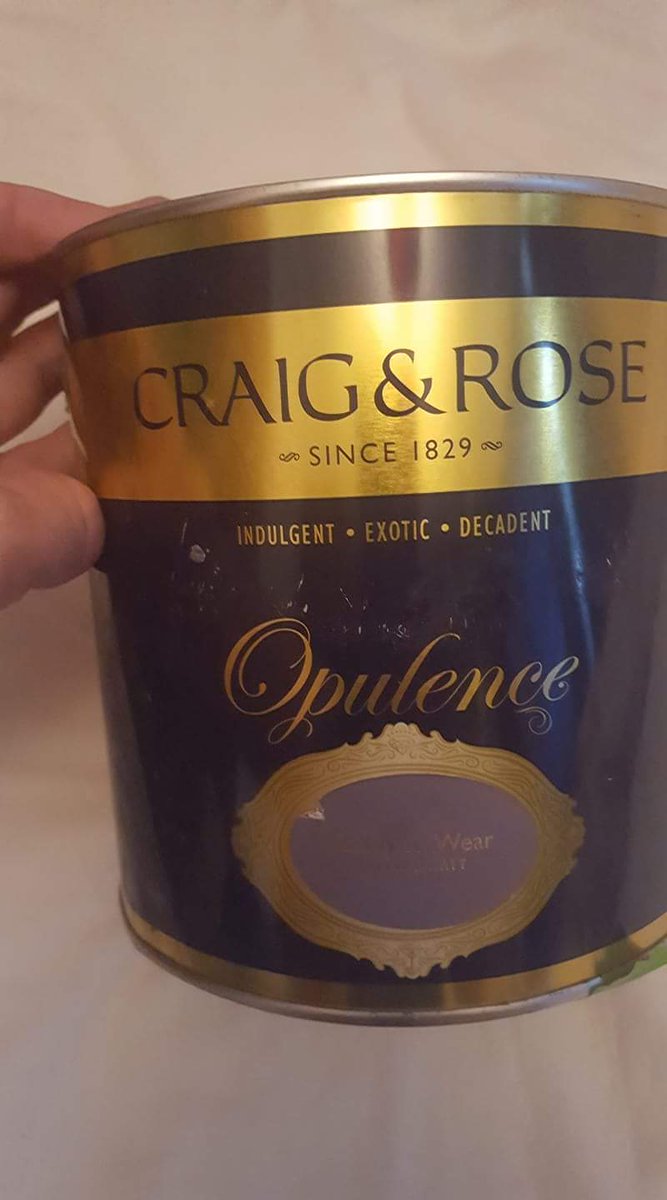 CRAIG & ROSE
SINCE 1829
INDULGENT • EXOTIC • DECADENT
Opulence
Wear